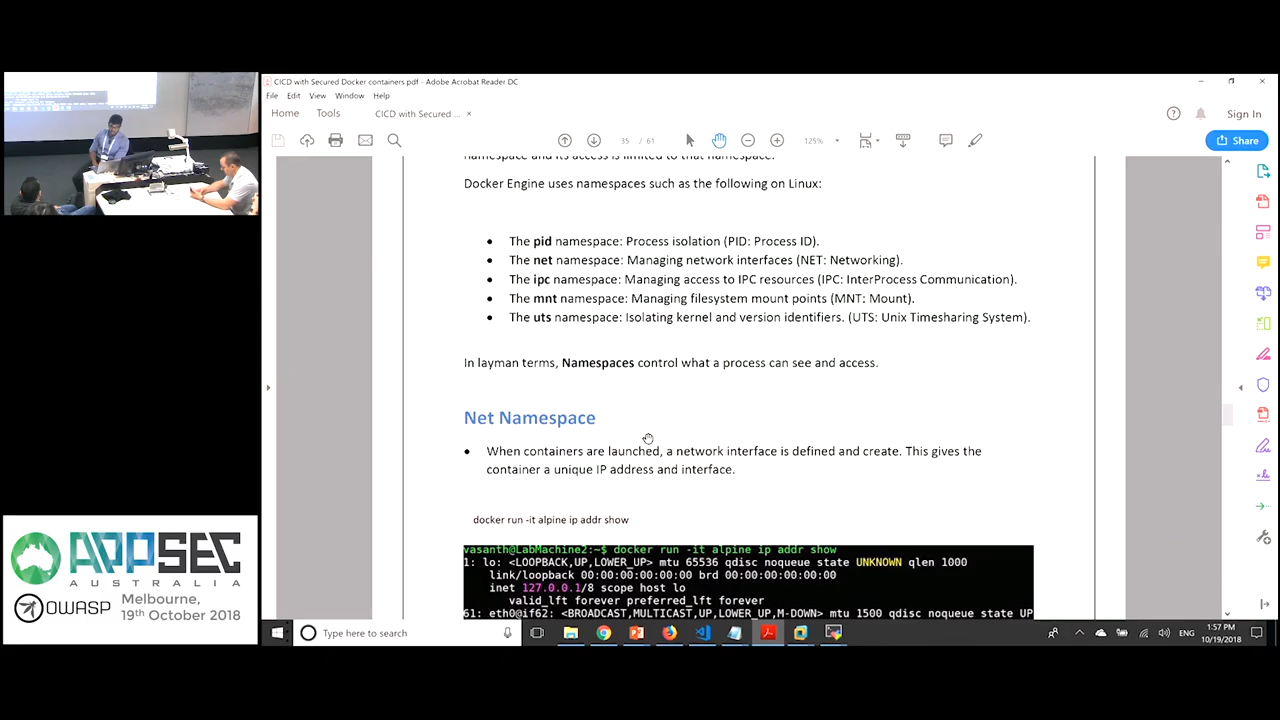 CICD with Secured Docker containers.pdf - Adobe Acrobat Reader DC
File Edit View Window Help
Home Tools CICD with Secured ... ×
Sign In
35 / 61
125%
Share
namespace and its access is limited to that namespace.
Docker Engine uses namespaces such as the following on Linux:
• The pid namespace: Process isolation (PID: Process ID).
• The net namespace: Managing network interfaces (NET: Networking).
• The ipc namespace: Managing access to IPC resources (IPC: InterProcess Communication).
• The mnt namespace: Managing filesystem mount points (MNT: Mount).
• The uts namespace: Isolating kernel and version identifiers. (UTS: Unix Timesharing System).
In layman terms, Namespaces control what a process can see and access.
Net Namespace
• When containers are launched, a network interface is defined and create. This gives the
container a unique IP address and interface.
docker run -it alpine ip addr show
vasanth@LabMachine2:~$ docker run -it alpine ip addr show
1: lo: <LOOPBACK,UP,LOWER_UP> mtu 65536 qdisc noqueue state UNKNOWN qlen 1000
link/loopback 00:00:00:00:00:00 brd 00:00:00:00:00:00
inet 127.0.0.1/8 scope host lo
valid_lft forever preferred_lft forever
61: eth0@if62: <BROADCAST,MULTICAST,UP,LOWER_UP,M-DOWN> mtu 1500 qdisc noqueue state UP
Type here to search
ENG
1:57 PM
10/19/2018
APPSEC
AUSTRALIA
OWASP
Melbourne,
19th October 2018